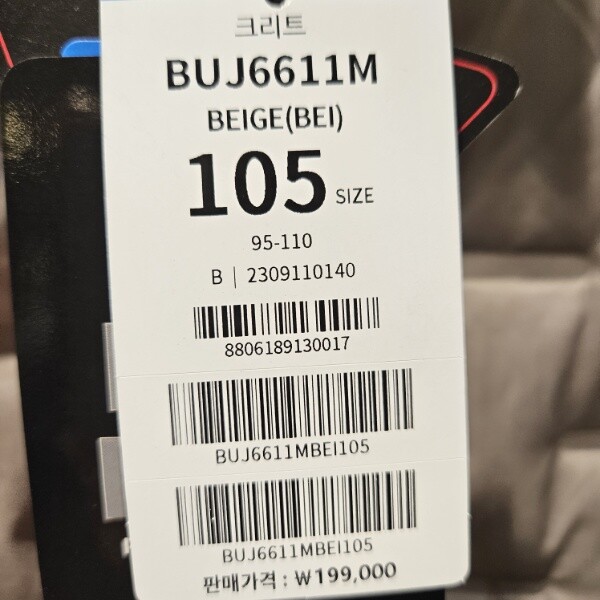 크리트
BUJ6611M
BEIGE(BEI)
105 SIZE
95-110
B | 2309110140
8806189130017
BUJ6611MBEI105
BUJ6611MBEI105
판매가격 : ₩199,000